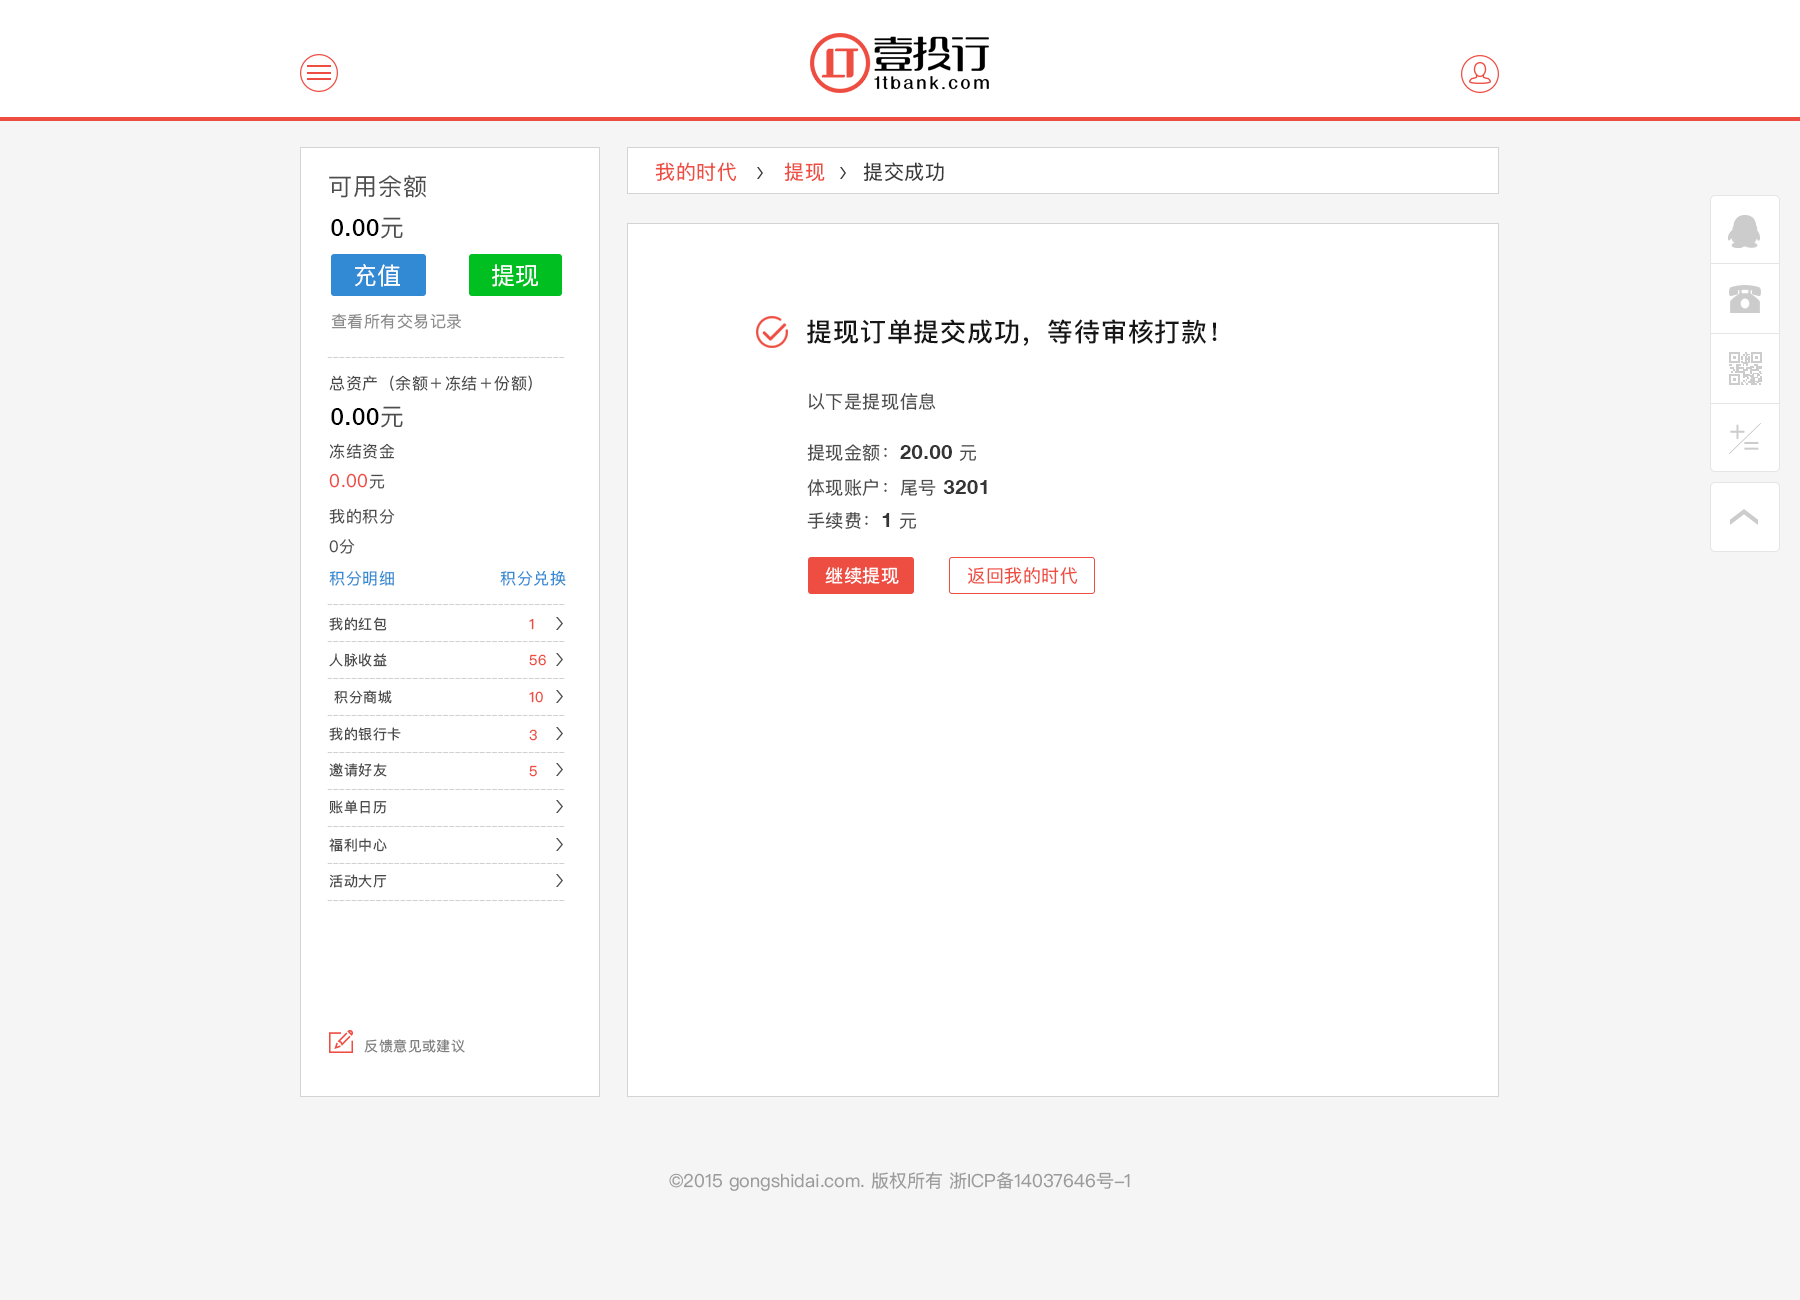 壹投行
1tbank.com
可用余额
0.00元
充值 提现
查看所有交易记录
总资产（余额＋冻结＋份额）
0.00元
冻结资金
0.00元
我的积分
0分
积分明细 积分兑换
我的红包 1
人脉收益 56
积分商城 10
我的银行卡 3
邀请好友 5
账单日历
福利中心
活动大厅
反馈意见或建议
我的时代 > 提现 > 提交成功
提现订单提交成功，等待审核打款！
以下是提现信息
提现金额：20.00 元
体现账户：尾号 3201
手续费：1 元
继续提现 返回我的时代
©2015 gongshidai.com. 版权所有 浙ICP备14037646号-1